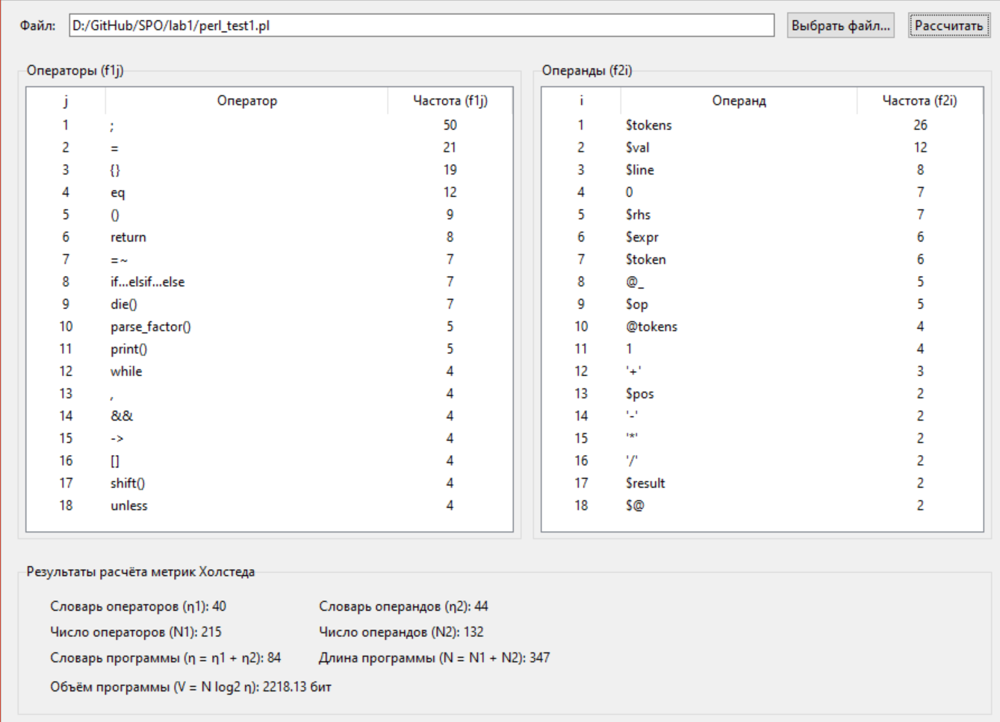 Файл: D:/GitHub/SPO/lab1/perl_test1.pl Выбрать файл... Рассчитать
Операторы (f1j)
j Оператор Частота (f1j)
1 ; 50
2 = 21
3 {} 19
4 eq 12
5 () 9
6 return 8
7 =~ 7
8 if...elsif...else 7
9 die() 7
10 parse_factor() 5
11 print() 5
12 while 4
13 , 4
14 && 4
15 -> 4
16 [] 4
17 shift() 4
18 unless 4
Операнды (f2i)
i Операнд Частота (f2i)
1 $tokens 26
2 $val 12
3 $line 8
4 0 7
5 $rhs 7
6 $expr 6
7 $token 6
8 @_ 5
9 $op 5
10 @tokens 4
11 1 4
12 '+' 3
13 $pos 2
14 '-' 2
15 '*' 2
16 '/' 2
17 $result 2
18 $@ 2
Результаты расчёта метрик Холстеда
Словарь операторов (η1): 40 Словарь операндов (η2): 44
Число операторов (N1): 215 Число операндов (N2): 132
Словарь программы (η = η1 + η2): 84 Длина программы (N = N1 + N2): 347
Объём программы (V = N log2 η): 2218.13 бит